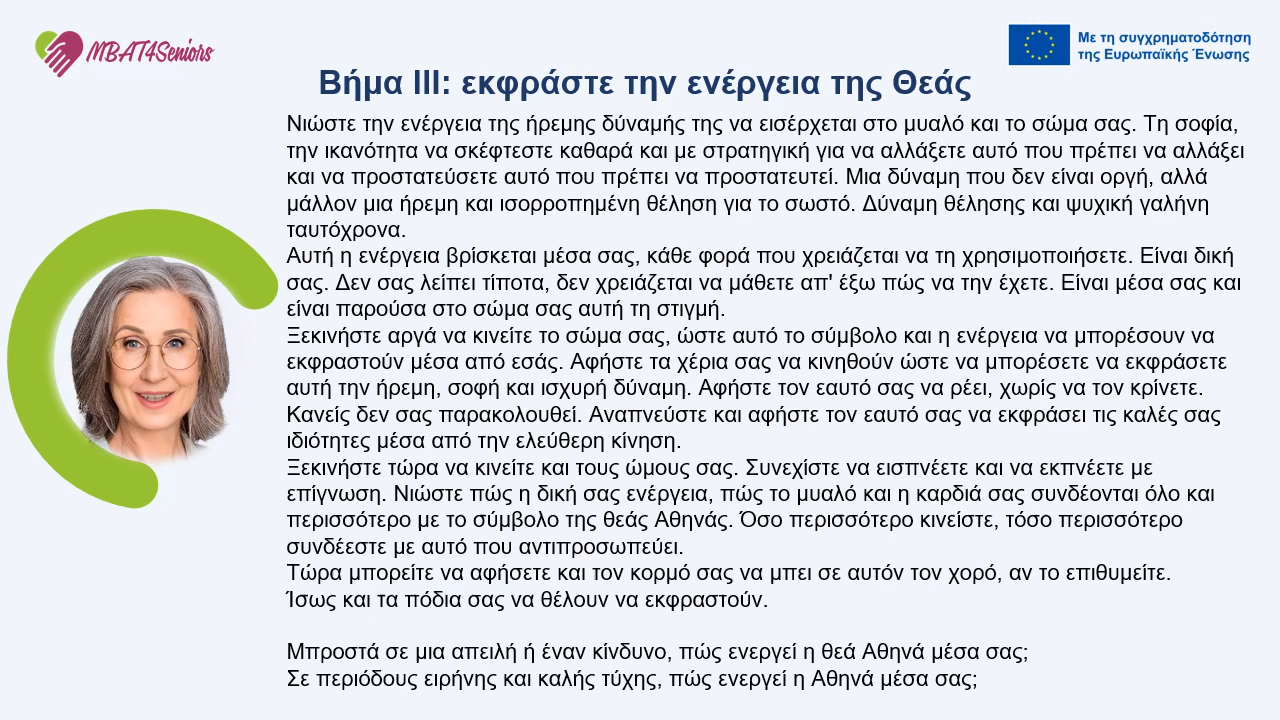 MBAT4Seniors
Με τη συγχρηματοδότηση
της Ευρωπαϊκής Ένωσης
Βήμα III: εκφράστε την ενέργεια της Θεάς
Νιώστε την ενέργεια της ήρεμης δύναμής της να εισέρχεται στο μυαλό και το σώμα σας. Τη σοφία,
την ικανότητα να σκέφτεστε καθαρά και με στρατηγική για να αλλάξετε αυτό που πρέπει να αλλάξει
και να προστατεύσετε αυτό που πρέπει να προστατευτεί. Μια δύναμη που δεν είναι οργή, αλλά
μάλλον μια ήρεμη και ισορροπημένη θέληση για το σωστό. Δύναμη θέλησης και ψυχική γαλήνη
ταυτόχρονα.
Αυτή η ενέργεια βρίσκεται μέσα σας, κάθε φορά που χρειάζεται να τη χρησιμοποιήσετε. Είναι δική
σας. Δεν σας λείπει τίποτα, δεν χρειάζεται να μάθετε απ' έξω πώς να την έχετε. Είναι μέσα σας και
είναι παρούσα στο σώμα σας αυτή τη στιγμή.
Ξεκινήστε αργά να κινείτε το σώμα σας, ώστε αυτό το σύμβολο και η ενέργεια να μπορέσουν να
εκφραστούν μέσα από εσάς. Αφήστε τα χέρια σας να κινηθούν ώστε να μπορέσετε να εκφράσετε
αυτή την ήρεμη, σοφή και ισχυρή δύναμη. Αφήστε τον εαυτό σας να ρέει, χωρίς να τον κρίνετε.
Κανείς δεν σας παρακολουθεί. Αναπνεύστε και αφήστε τον εαυτό σας να εκφράσει τις καλές σας
ιδιότητες μέσα από την ελεύθερη κίνηση.
Ξεκινήστε τώρα να κινείτε και τους ώμους σας. Συνεχίστε να εισπνέετε και να εκπνέετε με
επίγνωση. Νιώστε πώς η δική σας ενέργεια, πώς το μυαλό και η καρδιά σας συνδέονται όλο και
περισσότερο με το σύμβολο της θεάς Αθηνάς. Όσο περισσότερο κινείστε, τόσο περισσότερο
συνδέεστε με αυτό που αντιπροσωπεύει.
Τώρα μπορείτε να αφήσετε και τον κορμό σας να μπει σε αυτόν τον χορό, αν το επιθυμείτε.
Ίσως και τα πόδια σας να θέλουν να εκφραστούν.
Μπροστά σε μια απειλή ή έναν κίνδυνο, πώς ενεργεί η θεά Αθηνά μέσα σας;
Σε περιόδους ειρήνης και καλής τύχης, πώς ενεργεί η Αθηνά μέσα σας;